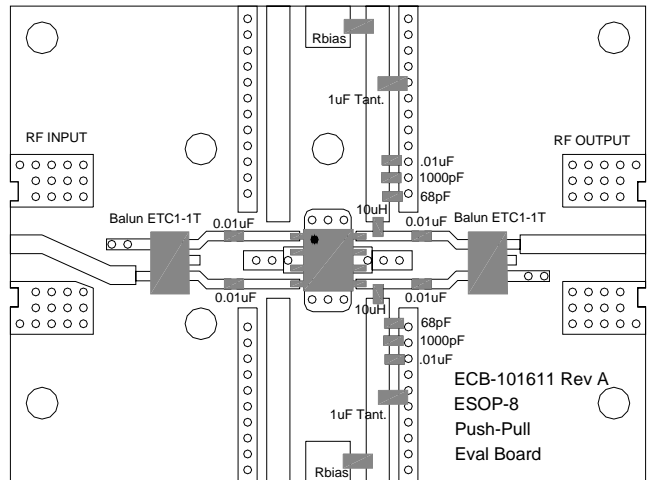 Rbias
1uF Tant.
RF INPUT
RF OUTPUT
.01uF
1000pF
68pF
Balun ETC1-1T
0.01uF
10uH
0.01uF
Balun ETC1-1T
0.01uF
10uH
0.01uF
68pF
1000pF
.01uF
1uF Tant.
Rbias
ECB-101611 Rev A
ESOP-8
Push-Pull
Eval Board